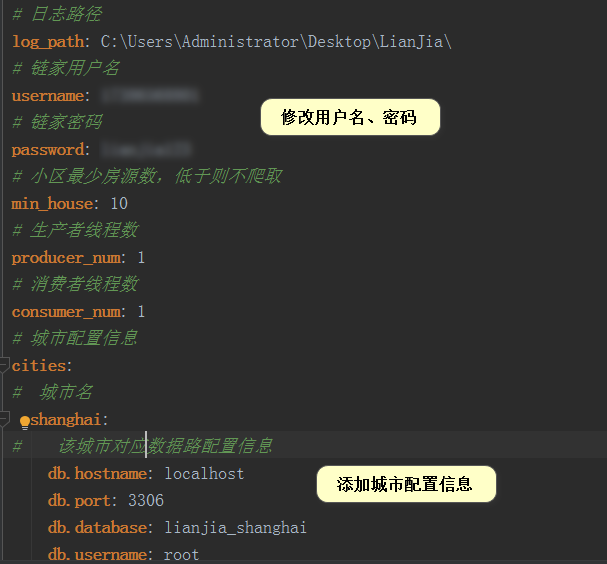 # 日志路径
log_path: C:\Users\Administrator\Desktop\LianJia\
# 链家用户名
username:
修改用户名、密码
# 链家密码
password:
# 小区最少房源数，低于则不爬取
min_house: 10
# 生产者线程数
producer_num: 1
# 消费者线程数
consumer_num: 1
# 城市配置信息
cities:
# 城市名
shanghai:
# 该城市对应数据路配置信息
db.hostname: localhost
添加城市配置信息
db.port: 3306
db.database: lianjia_shanghai
db.username: root